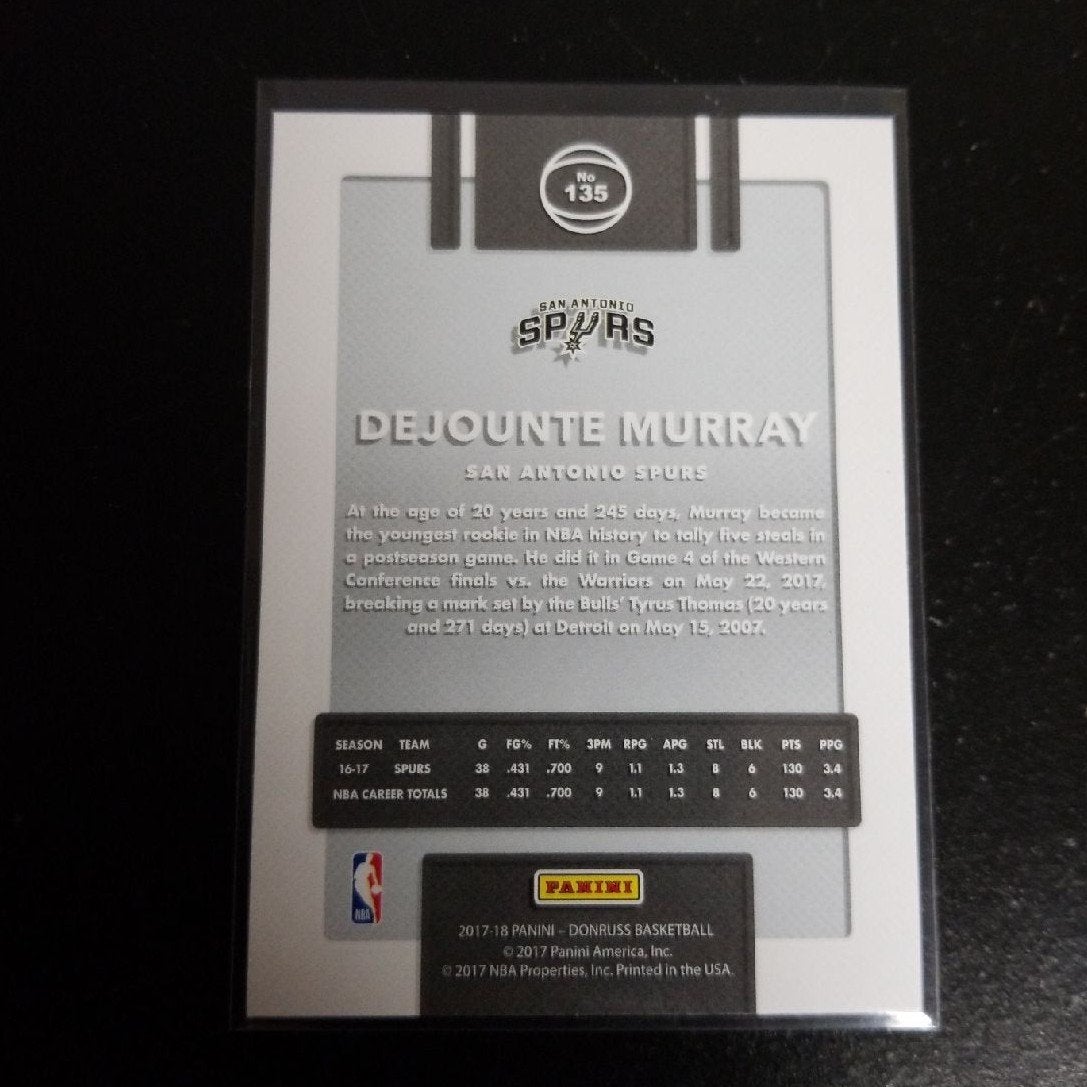 No
135
SAN ANTONIO
SPURS
DEJOUNTE MURRAY
SAN ANTONIO SPURS
At the age of 20 years and 245 days, Murray became
the youngest rookie in NBA history to tally five steals in
a postseason game. He did it in Game 4 of the Western
Conference finals vs. the Warriors on May 22, 2017,
breaking a mark set by the Bulls' Tyrus Thomas (20 years
and 271 days) at Detroit on May 15, 2007.
SEASON TEAM G FG% FT% 3PM RPG APG STL BLK PTS PPG
16-17 SPURS 38 .431 .700 9 1.1 1.3 8 6 130 3.4
NBA CAREER TOTALS 38 .431 .700 9 1.1 1.3 8 6 130 3.4
NBA
PANINI
2017-18 PANINI – DONRUSS BASKETBALL
© 2017 Panini America, Inc.
© 2017 NBA Properties, Inc. Printed in the USA.